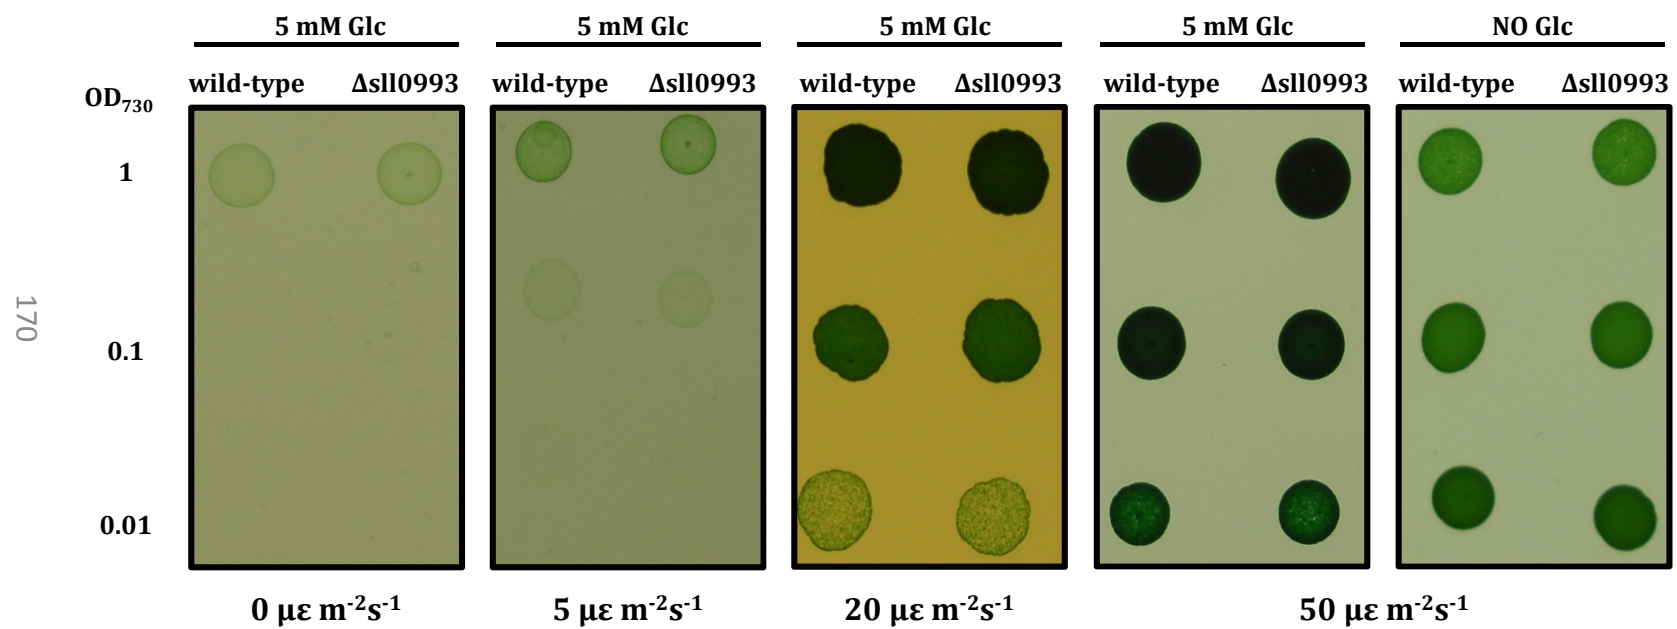 5 mM Glc 5 mM Glc 5 mM Glc 5 mM Glc NO Glc
wild-type Δsll0993 wild-type Δsll0993 wild-type Δsll0993 wild-type Δsll0993 wild-type Δsll0993
OD₇₃₀
1
0.1
0.01
0 µε m⁻²s⁻¹ 5 µε m⁻²s⁻¹ 20 µε m⁻²s⁻¹ 50 µε m⁻²s⁻¹
170